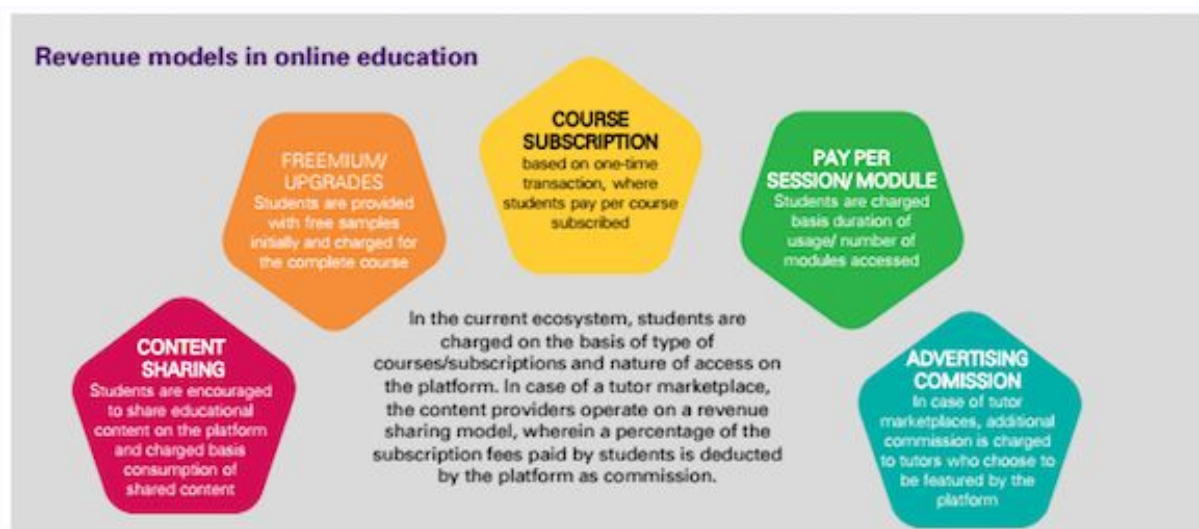 Revenue models in online education
FREEMIUM/
UPGRADES
Students are provided
with free samples
initially and charged for
the complete course
COURSE
SUBSCRIPTION
based on one-time
transaction, where
students pay per course
subscribed
PAY PER
SESSION/ MODULE
Students are charged
basis duration of
usage/ number of
modules accessed
CONTENT
SHARING
Students are encouraged
to share educational
content on the platform
and charged basis
consumption of
shared content
In the current ecosystem, students are
charged on the basis of type of
courses/subscriptions and nature of access on
the platform. In case of a tutor marketplace,
the content providers operate on a revenue
sharing model, wherein a percentage of the
subscription fees paid by students is deducted
by the platform as commission.
ADVERTISING
COMISSION
In case of tutor
marketplaces, additional
commission is charged
to tutors who choose to
be featured by the
platform